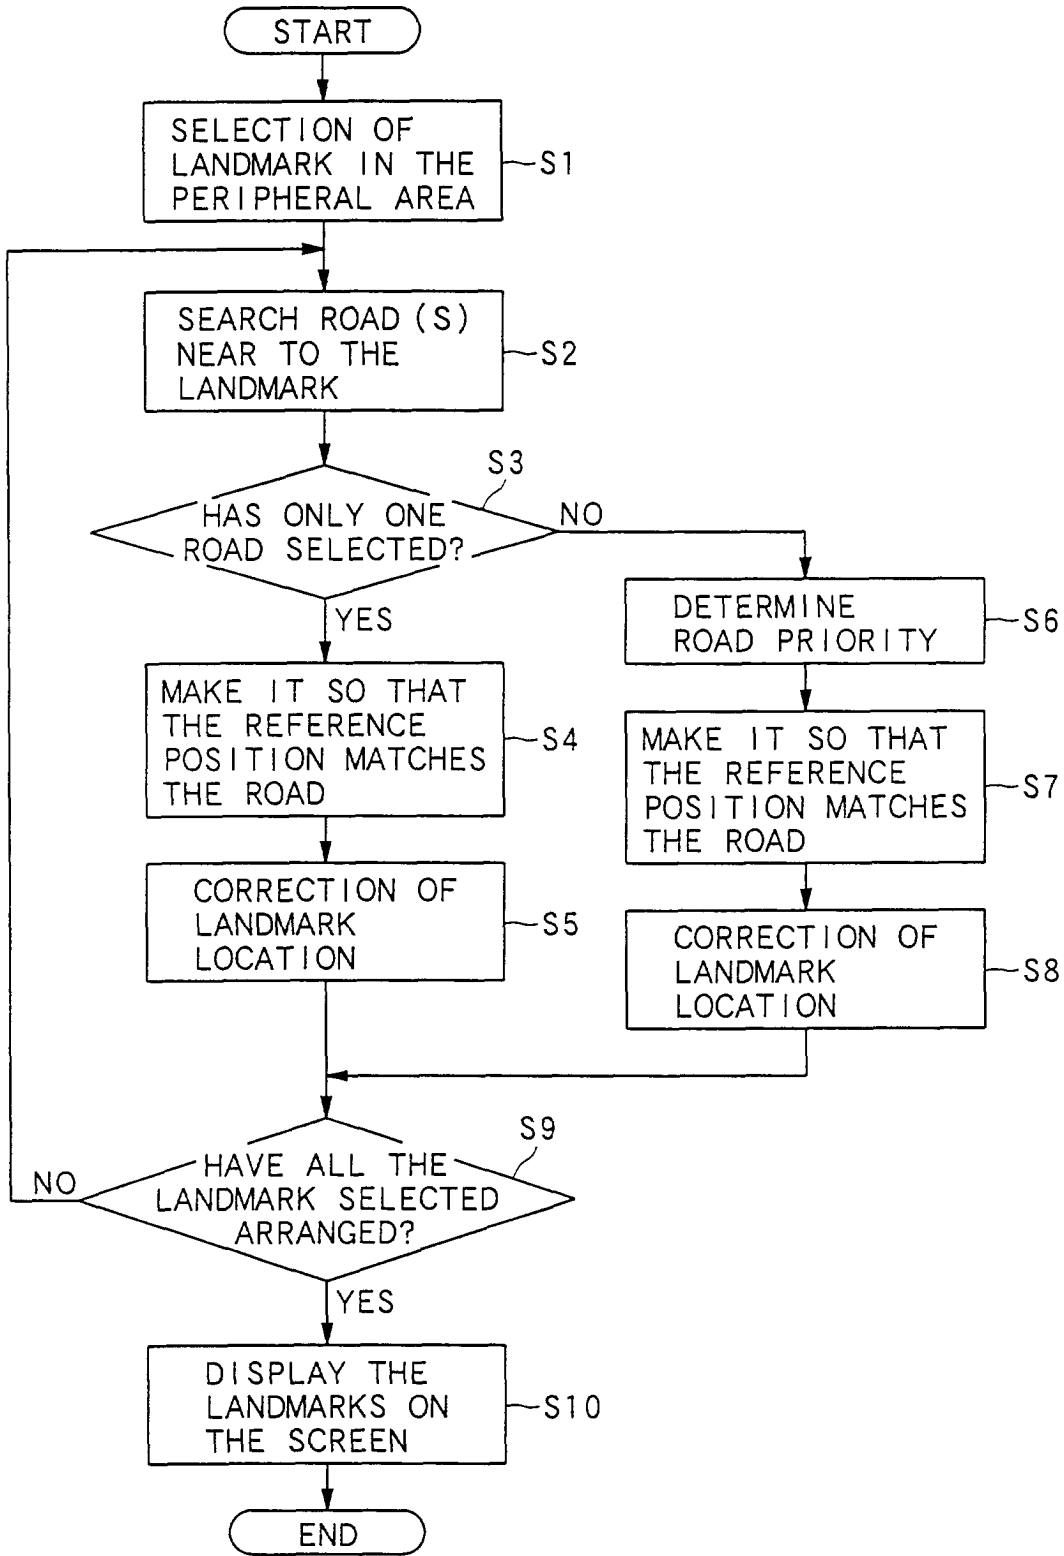 START
SELECTION OF
LANDMARK IN THE
PERIPHERAL AREA
S1
SEARCH ROAD(S)
NEAR TO THE
LANDMARK
S2
S3
HAS ONLY ONE
ROAD SELECTED?
NO
YES
MAKE IT SO THAT
THE REFERENCE
POSITION MATCHES
THE ROAD
S4
CORRECTION OF
LANDMARK
LOCATION
S5
DETERMINE
ROAD PRIORITY
S6
MAKE IT SO THAT
THE REFERENCE
POSITION MATCHES
THE ROAD
S7
CORRECTION OF
LANDMARK
LOCATION
S8
S9
HAVE ALL THE
LANDMARK SELECTED
ARRANGED?
NO
YES
DISPLAY THE
LANDMARKS ON
THE SCREEN
S10
END